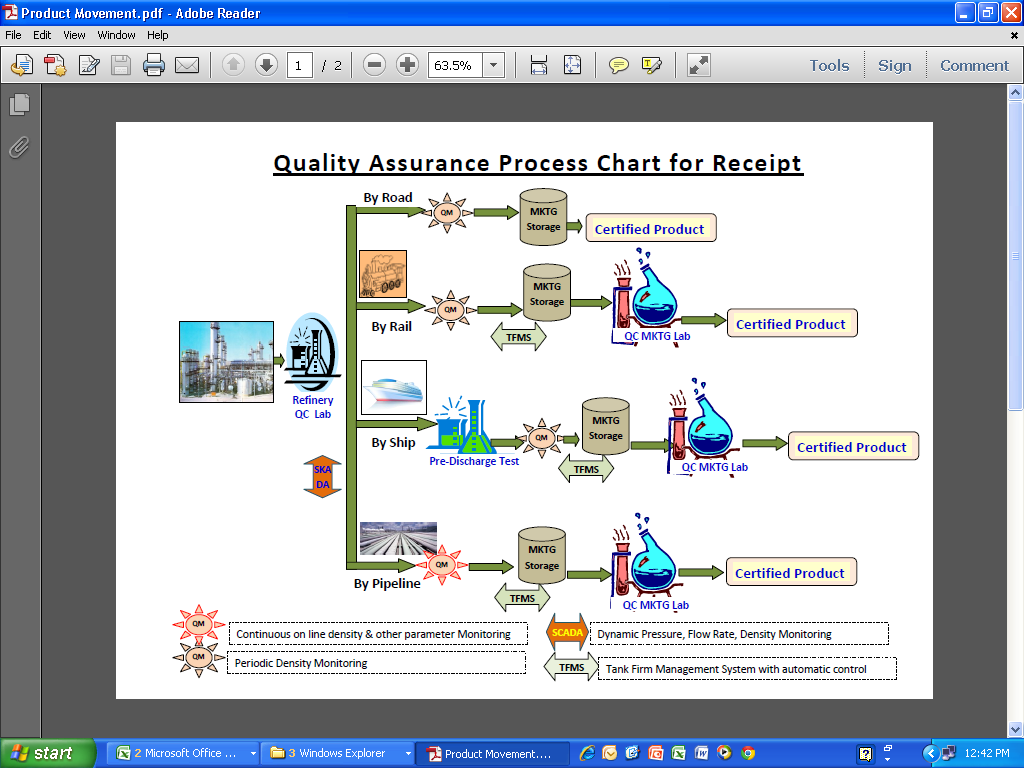 Product Movement.pdf - Adobe Reader
File Edit View Window Help
1 / 2 63.5% Tools Sign Comment
Quality Assurance Process Chart for Receipt
By Road
QM
MKTG
Storage
Certified Product
By Rail
QM
MKTG
Storage
TFMS
QC MKTG Lab
Certified Product
Refinery
QC Lab
By Ship
Pre-Discharge Test
QM
MKTG
Storage
TFMS
QC MKTG Lab
Certified Product
SKA
DA
By Pipeline
QM
MKTG
Storage
TFMS
QC MKTG Lab
Certified Product
QM
Continuous on line density & other parameter Monitoring
SCADA
Dynamic Pressure, Flow Rate, Density Monitoring
QM
Periodic Density Monitoring
TFMS
Tank Firm Management System with automatic control
start 2 Microsoft Office ... 3 Windows Explorer Product Movement.... 12:42 PM